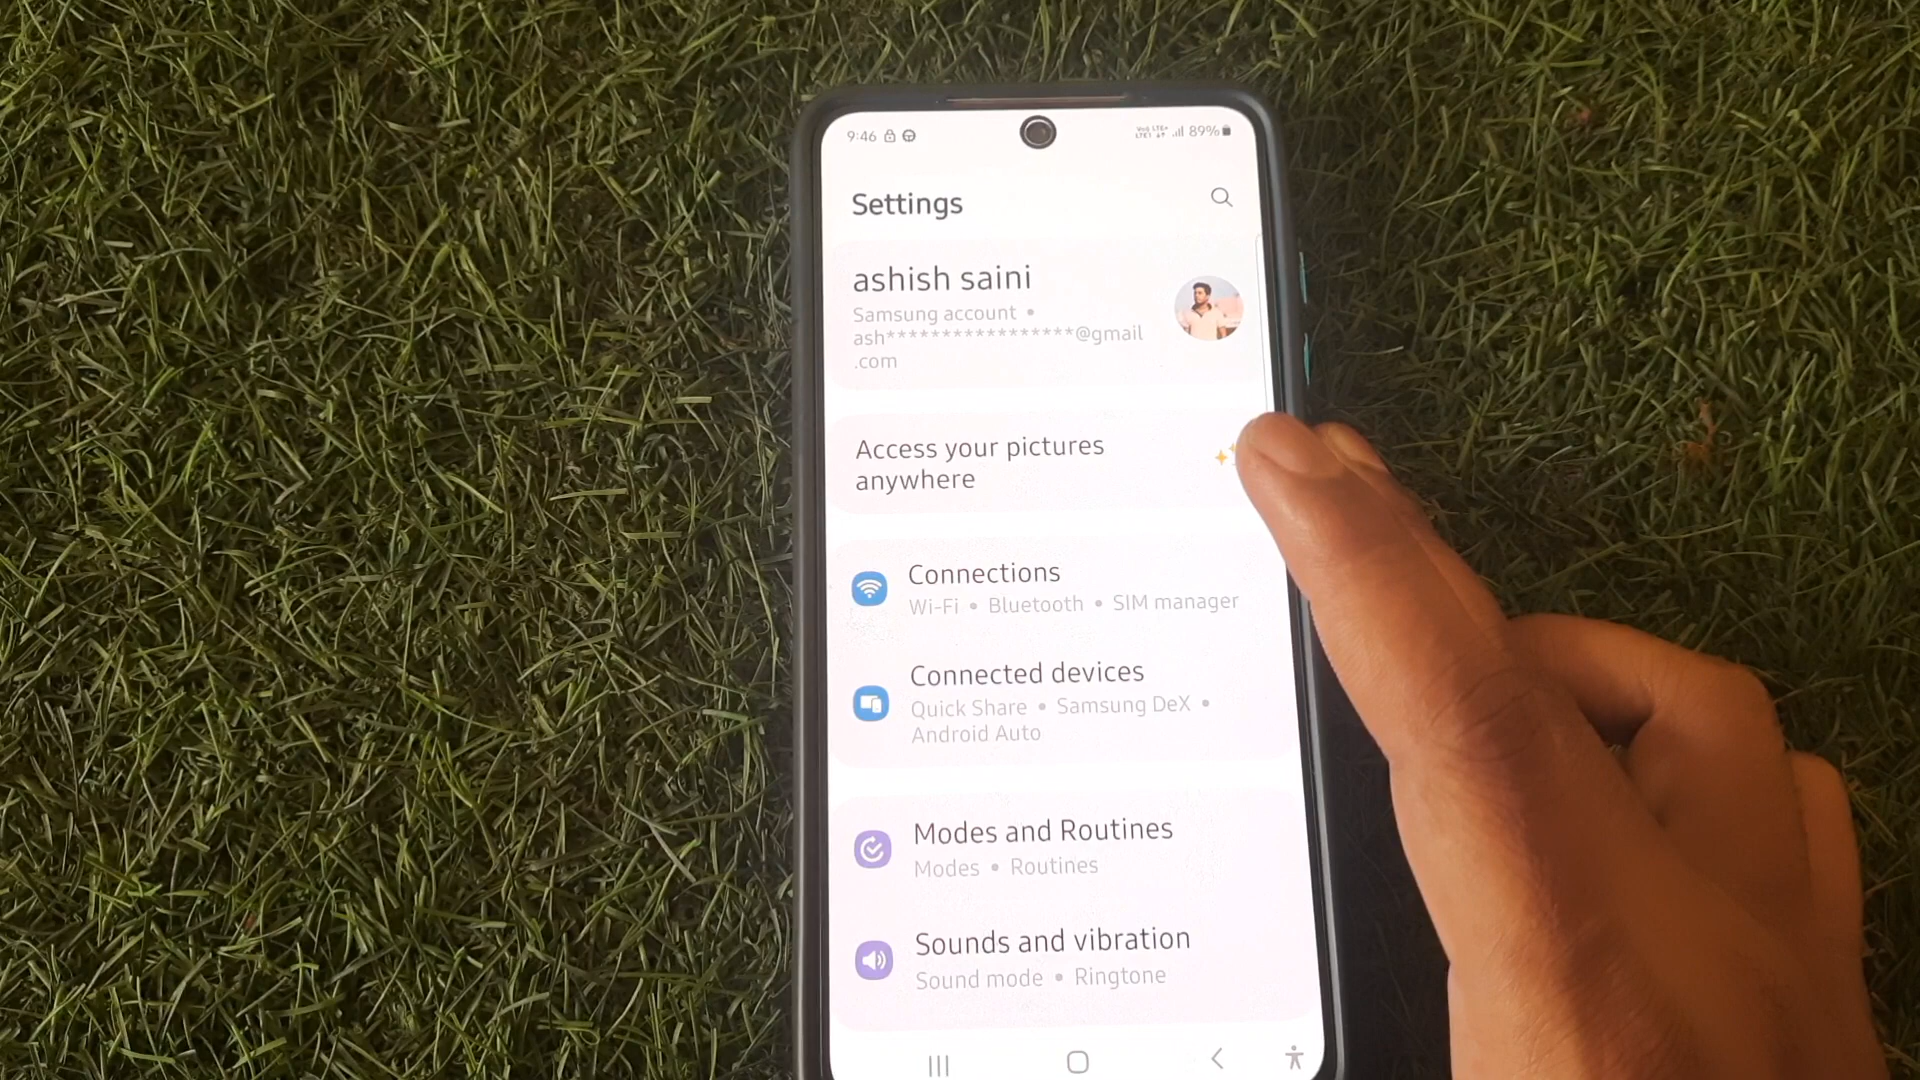 9:46
89%
Settings
ashish saini
Samsung account •
ash*****************@gmail
.com
Access your pictures
anywhere
Connections
Wi-Fi • Bluetooth • SIM manager
Connected devices
Quick Share • Samsung DeX •
Android Auto
Modes and Routines
Modes • Routines
Sounds and vibration
Sound mode • Ringtone